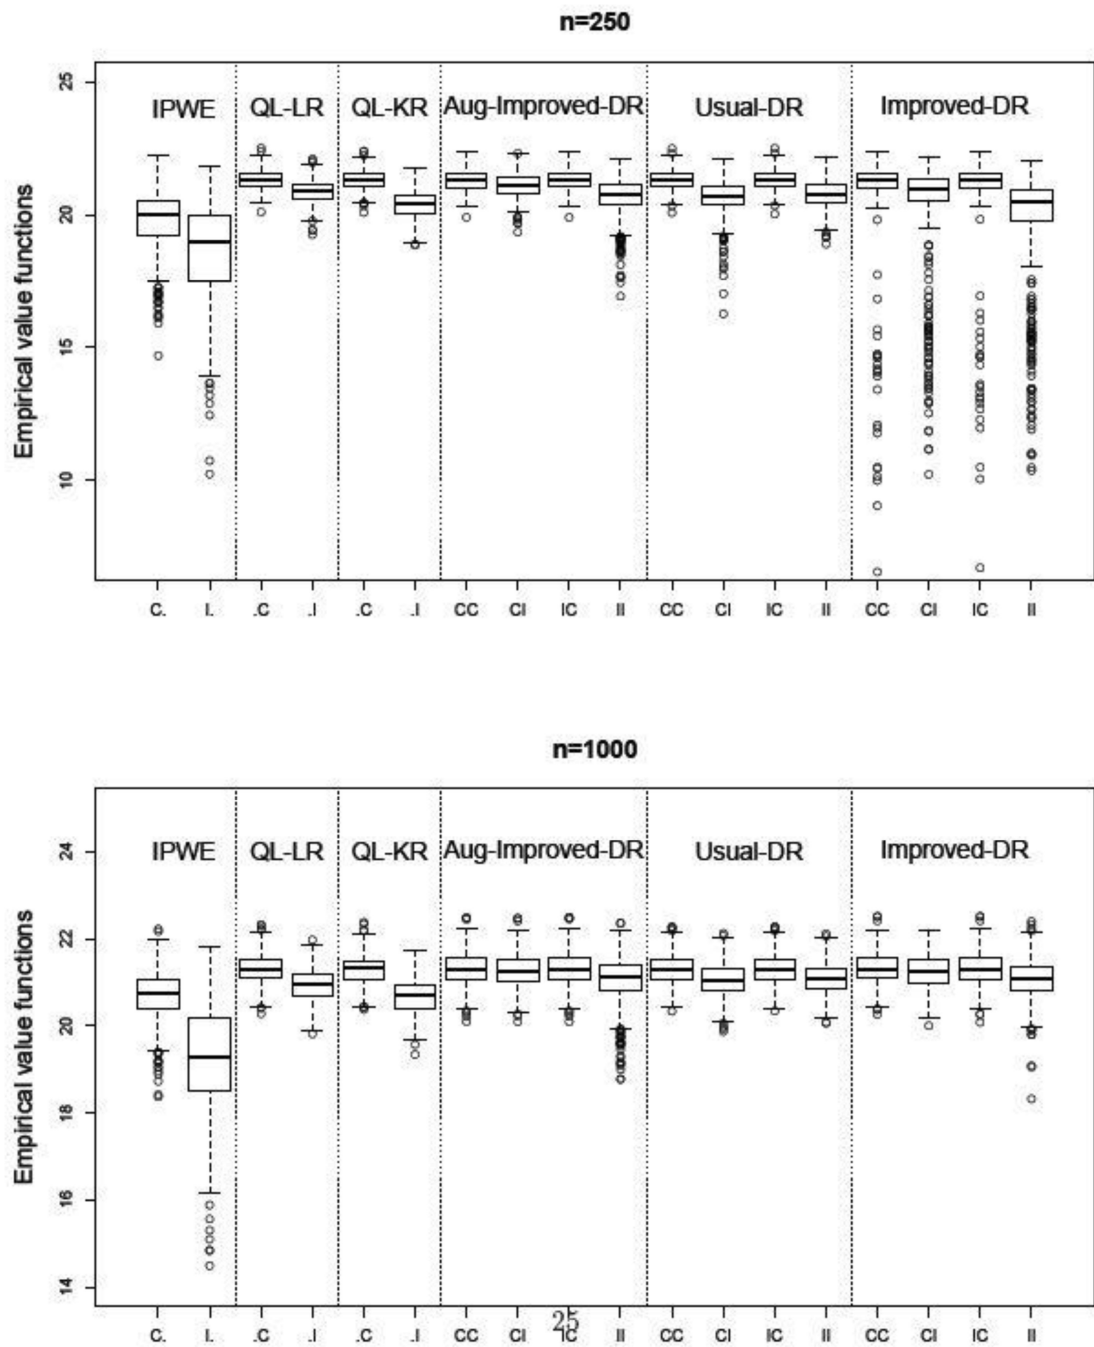 n=250
IPWE QL-LR QL-KR Aug-Improved-DR Usual-DR Improved-DR
Empirical value functions
25
20
15
10
C. I. .C .I .C .I CC CI IC II CC CI IC II CC CI IC II
n=1000
IPWE QL-LR QL-KR Aug-Improved-DR Usual-DR Improved-DR
Empirical value functions
24
22
20
18
16
14
C. I. .C .I .C .I CC CI IC II CC CI IC II CC CI IC II
25